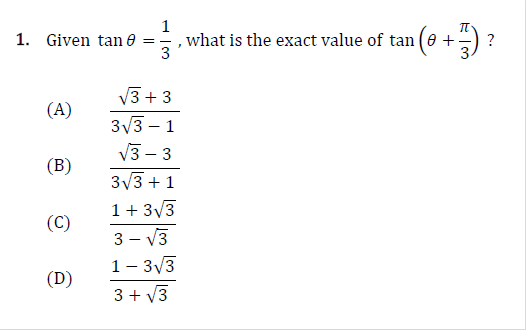 1. Given tan θ = 1/3 , what is the exact value of tan (θ + π/3) ?
(A) (√3 + 3)/(3√3 − 1)
(B) (√3 − 3)/(3√3 + 1)
(C) (1 + 3√3)/(3 − √3)
(D) (1 − 3√3)/(3 + √3)